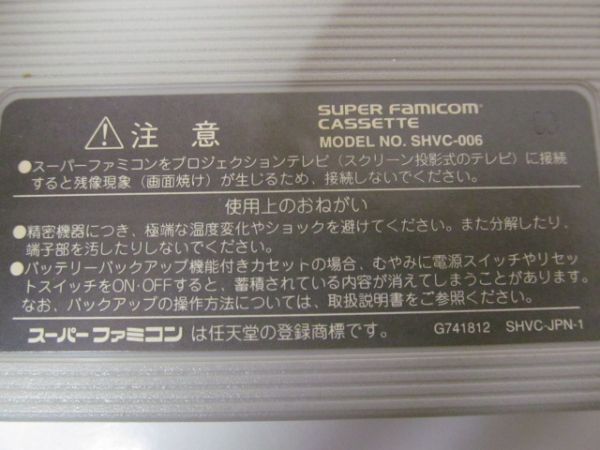 SUPER Famicom
CASSETTE
⚠注 意
MODEL NO. SHVC-006
●スーパーファミコンをプロジェクションテレビ（スクリーン投影式のテレビ）に接続
すると残像現象（画面焼け）が生じるため、接続しないでください。
使用上のおねがい
●精密機器につき、極端な温度変化やショックを避けてください。また分解したり、
端子部を汚したりしないでください。
●バッテリーバックアップ機能付きカセットの場合、むやみに電源スイッチやリセッ
トスイッチをON·OFFすると、蓄積されている内容が消えてしまうことがあります。
なお、バックアップの操作方法については、取扱説明書をご参照ください。
スーパーファミコン は任天堂の登録商標です。 G741812 SHVC-JPN-1